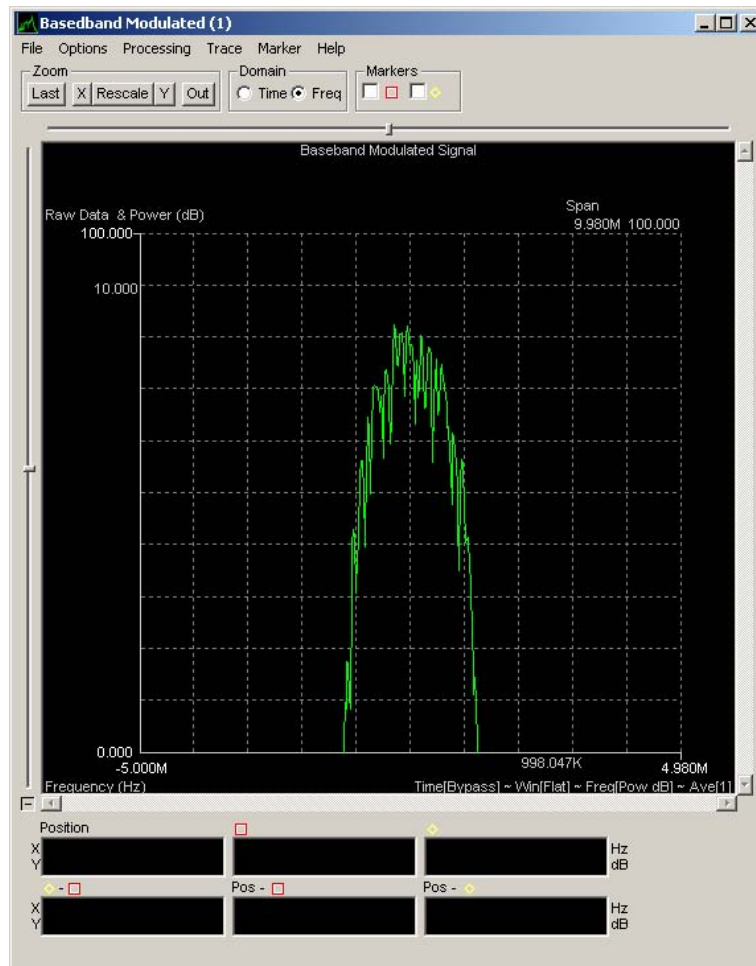 Basedband Modulated (1)
File Options Processing Trace Marker Help
Zoom Domain Markers
Last X Rescale Y Out Time Freq
Baseband Modulated Signal
Span
Raw Data & Power (dB) 9.980M 100.000
100.000
10.000
0.000
-5.000M 998.047K 4.980M
Frequency (Hz) Time[Bypass] ~ Win[Flat] ~ Freq[Pow dB] ~ Ave[1]
Position
X Hz
Y dB
- Pos - Pos -
X Hz
Y dB